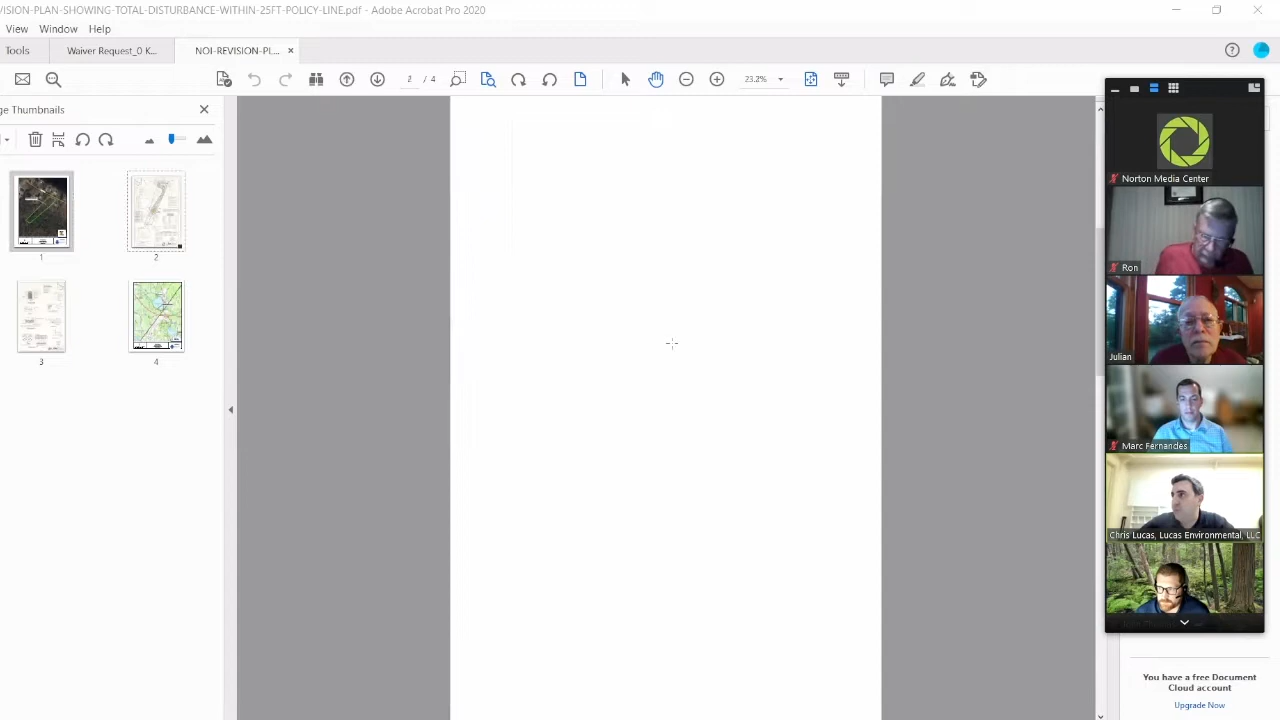 VISION-PLAN-SHOWING-TOTAL-DISTURBANCE-WITHIN-25FT-POLICY-LINE.pdf - Adobe Acrobat Pro 2020
View Window Help
Tools Waiver Request_0 K... NOI-REVISION-PL... ×
2 / 4 23.2%
ge Thumbnails
1 2
3 4
Norton Media Center
Ron
Julian
Marc Fernandes
Chris Lucas, Lucas Environmental, LLC
You have a free Document
Cloud account
Upgrade Now